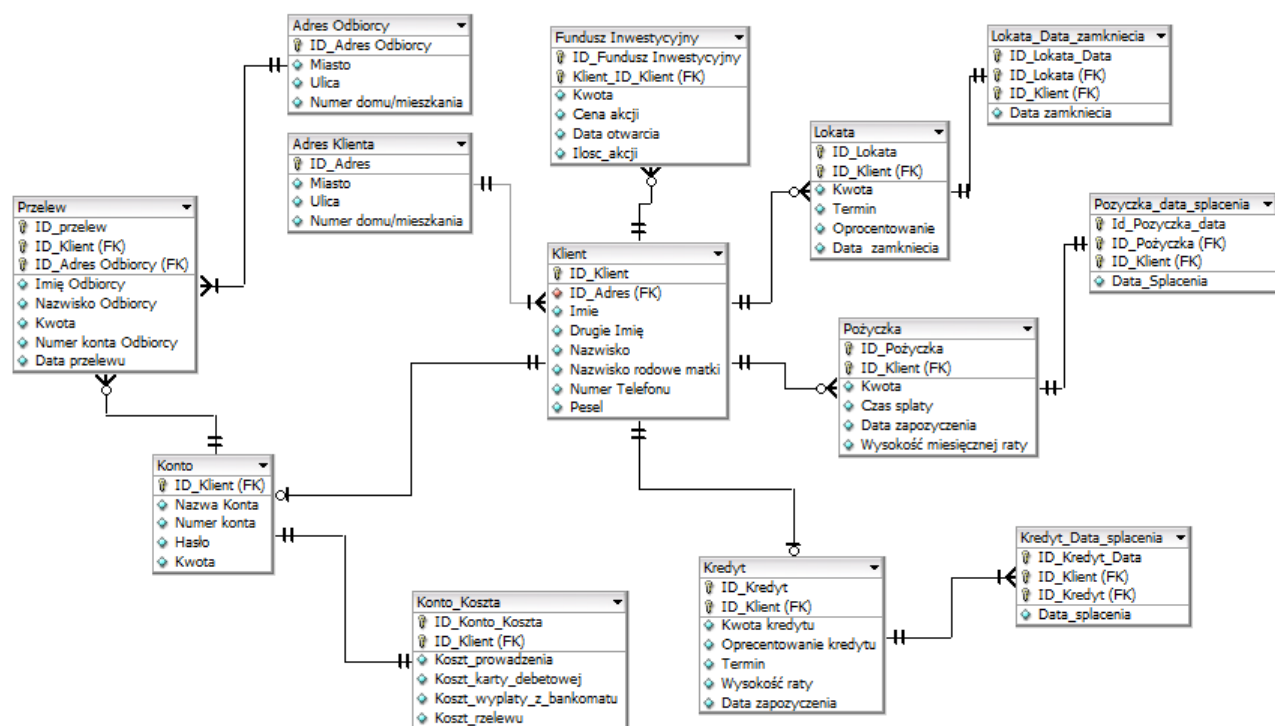 Adres Odbiorcy
ID_Adres Odbiorcy
Miasto
Ulica
Numer domu/mieszkania
Adres Klienta
ID_Adres
Miasto
Ulica
Numer domu/mieszkania
Przelew
ID_przelew
ID_Klient (FK)
ID_Adres Odbiorcy (FK)
Imię Odbiorcy
Nazwisko Odbiorcy
Kwota
Numer konta Odbiorcy
Data przelewu
Fundusz Inwestycyjny
ID_Fundusz Inwestycyjny
Klient_ID_Klient (FK)
Kwota
Cena akcji
Data otwarcia
Ilosc_akcji
Lokata_Data_zamkniecia
ID_Lokata_Data
ID_Lokata (FK)
ID_Klient (FK)
Data zamkniecia
Lokata
ID_Lokata
ID_Klient (FK)
Kwota
Termin
Oprocentowanie
Data zamkniecia
Pozyczka_data_splacenia
Id_Pozyczka_data
ID_Pożyczka (FK)
ID_Klient (FK)
Data_Splacenia
Klient
ID_Klient
ID_Adres (FK)
Imie
Drugie Imię
Nazwisko
Nazwisko rodowe matki
Numer Telefonu
Pesel
Pożyczka
ID_Pożyczka
ID_Klient (FK)
Kwota
Czas splaty
Data zapozyczenia
Wysokość miesięcznej raty
Konto
ID_Klient (FK)
Nazwa Konta
Numer konta
Hasło
Kwota
Konto_Koszta
ID_Konto_Koszta
ID_Klient (FK)
Koszt_prowadzenia
Koszt_karty_debetowej
Koszt_wyplaty_z_bankomatu
Koszt_rzelewu
Kredyt
ID_Kredyt
ID_Klient (FK)
Kwota kredytu
Oprecentowanie kredytu
Termin
Wysokość raty
Data zapozyczenia
Kredyt_Data_splacenia
ID_Kredyt_Data
ID_Klient (FK)
ID_Kredyt (FK)
Data_splacenia